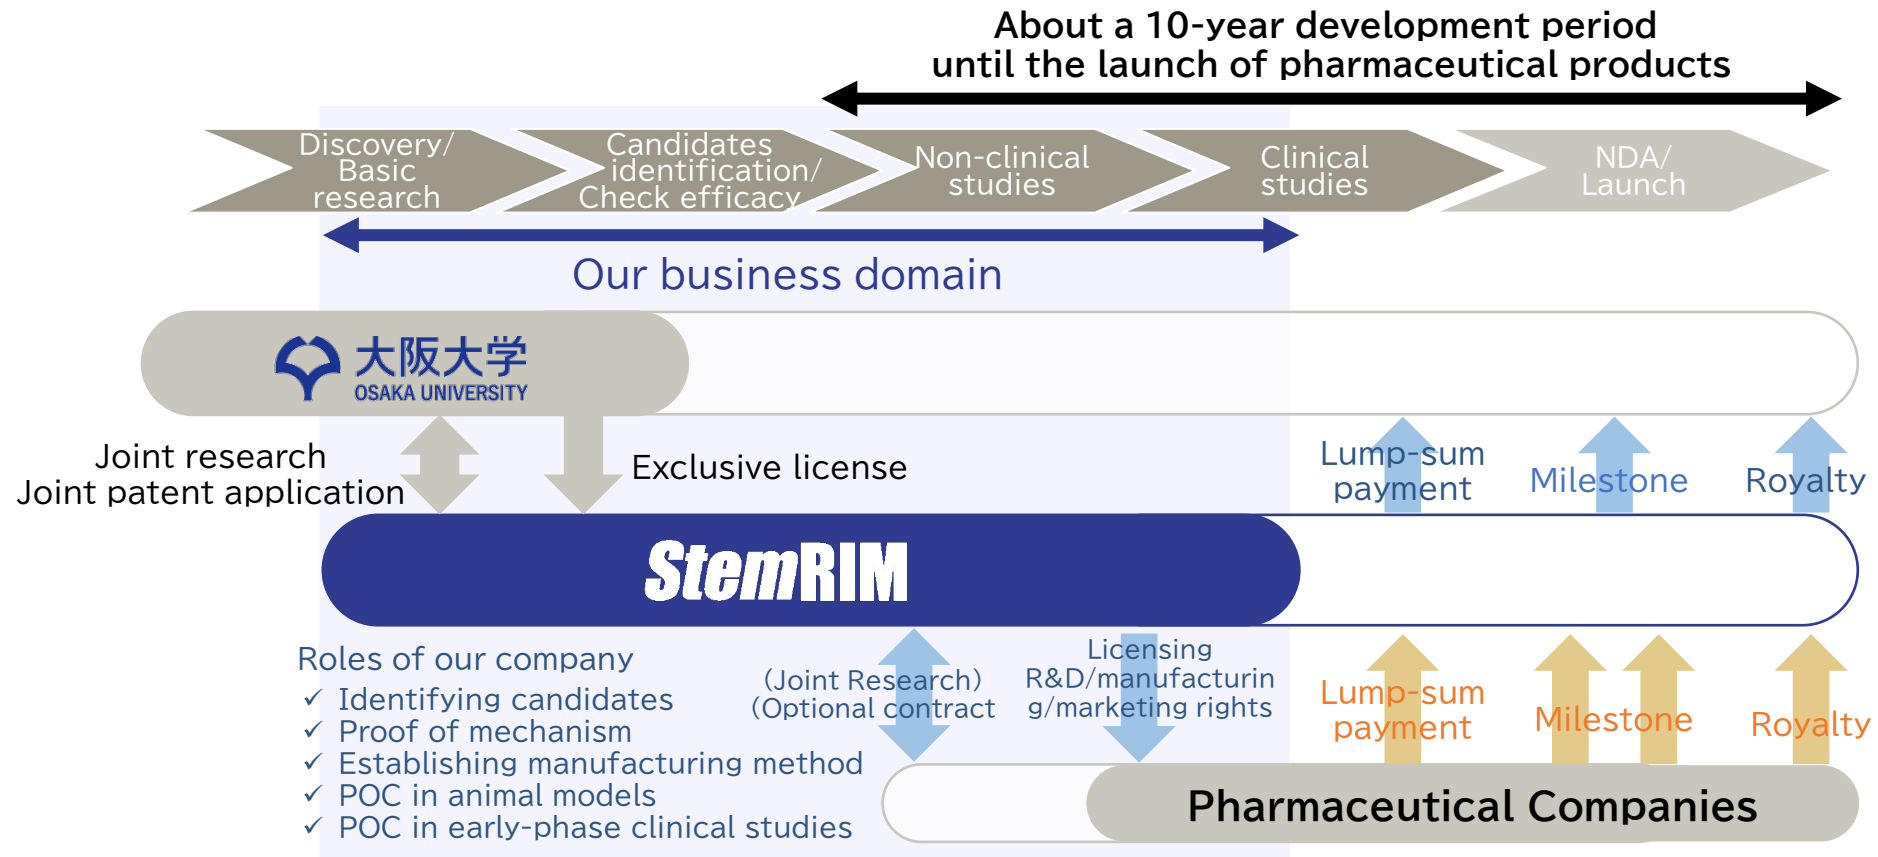 About a 10-year development period
until the launch of pharmaceutical products
Discovery/
Basic
research
Candidates
identification/
Check efficacy
Non-clinical
studies
Clinical
studies
NDA/
Launch
Our business domain
大阪大学
OSAKA UNIVERSITY
Joint research
Joint patent application
Exclusive license
Lump-sum
payment
Milestone
Royalty
StemRIM
Roles of our company
✓ Identifying candidates
✓ Proof of mechanism
✓ Establishing manufacturing method
✓ POC in animal models
✓ POC in early-phase clinical studies
(Joint Research)
(Optional contract
Licensing
R&D/manufacturin
g/marketing rights
Lump-sum
payment
Milestone
Royalty
Pharmaceutical Companies